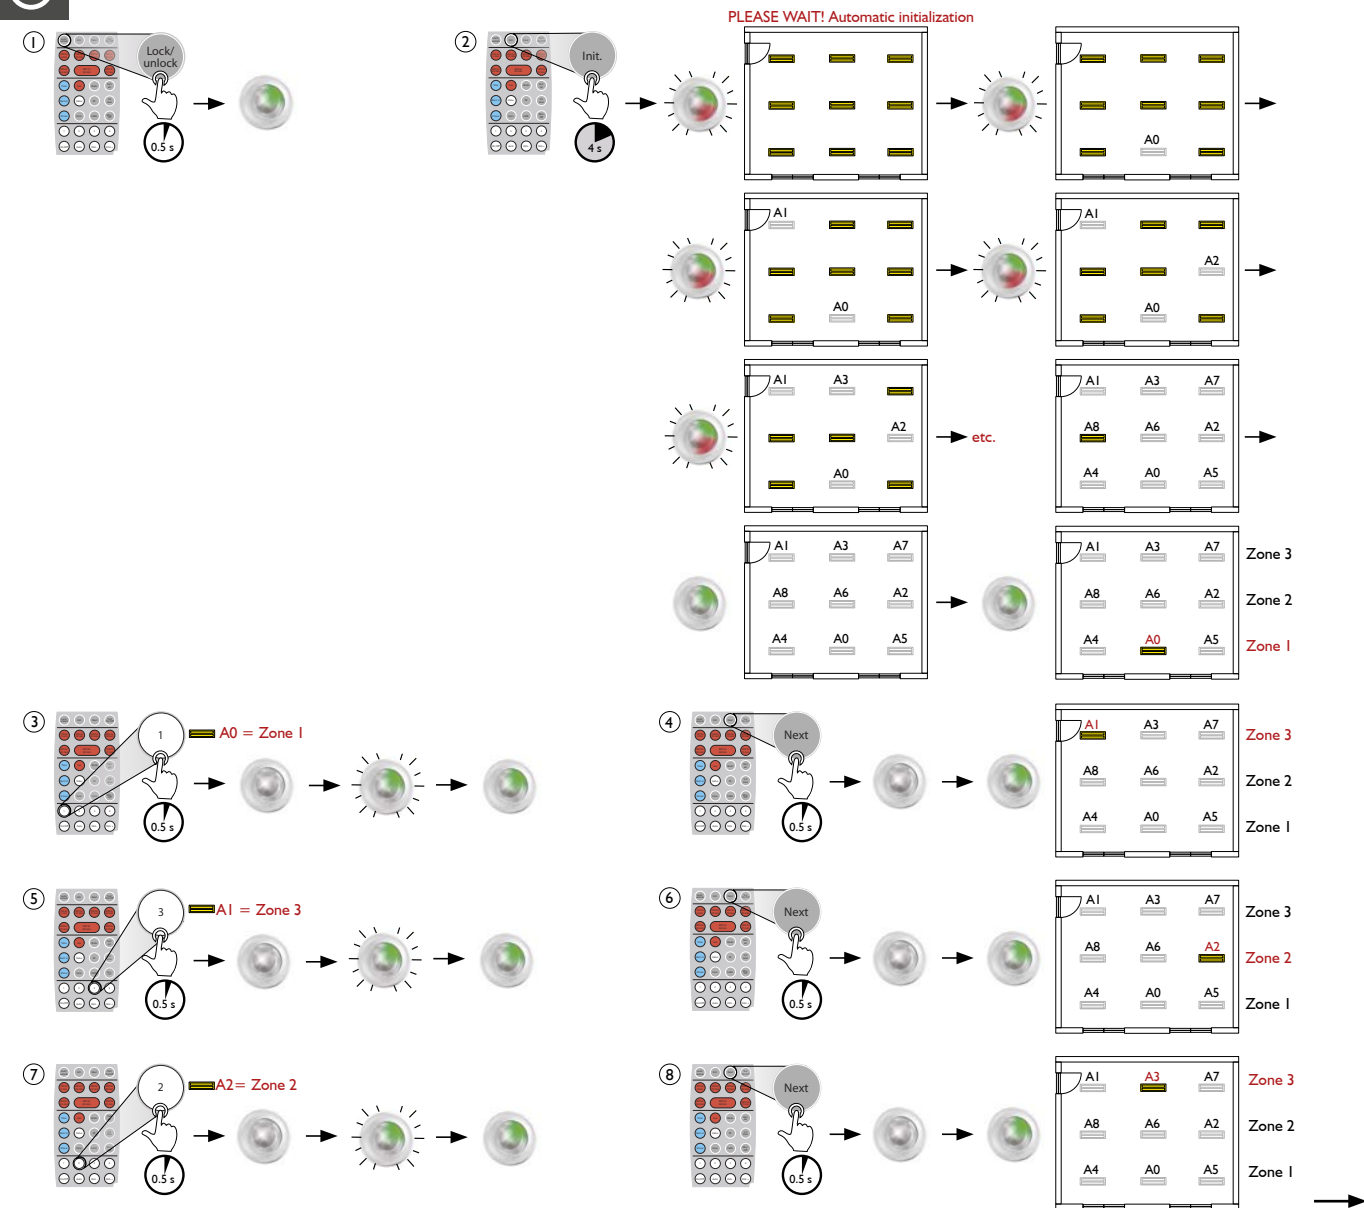 PLEASE WAIT! Automatic initialization
1
Lock/
unlock
0.5 s
2
Init.
4 s
A0
A1
A0
A1
A2
A0
A1 A3
A2
A0
etc.
A1 A3 A7
A8 A6 A2
A4 A0 A5
A1 A3 A7
A8 A6 A2
A4 A0 A5
A1 A3 A7 Zone 3
A8 A6 A2 Zone 2
A4 A0 A5 Zone 1
3
1
A0 = Zone 1
0.5 s
4
Next
0.5 s
A1 A3 A7 Zone 3
A8 A6 A2 Zone 2
A4 A0 A5 Zone 1
5
3
A1 = Zone 3
0.5 s
6
Next
0.5 s
A1 A3 A7 Zone 3
A8 A6 A2 Zone 2
A4 A0 A5 Zone 1
7
2
A2= Zone 2
0.5 s
8
Next
0.5 s
A1 A3 A7 Zone 3
A8 A6 A2 Zone 2
A4 A0 A5 Zone 1